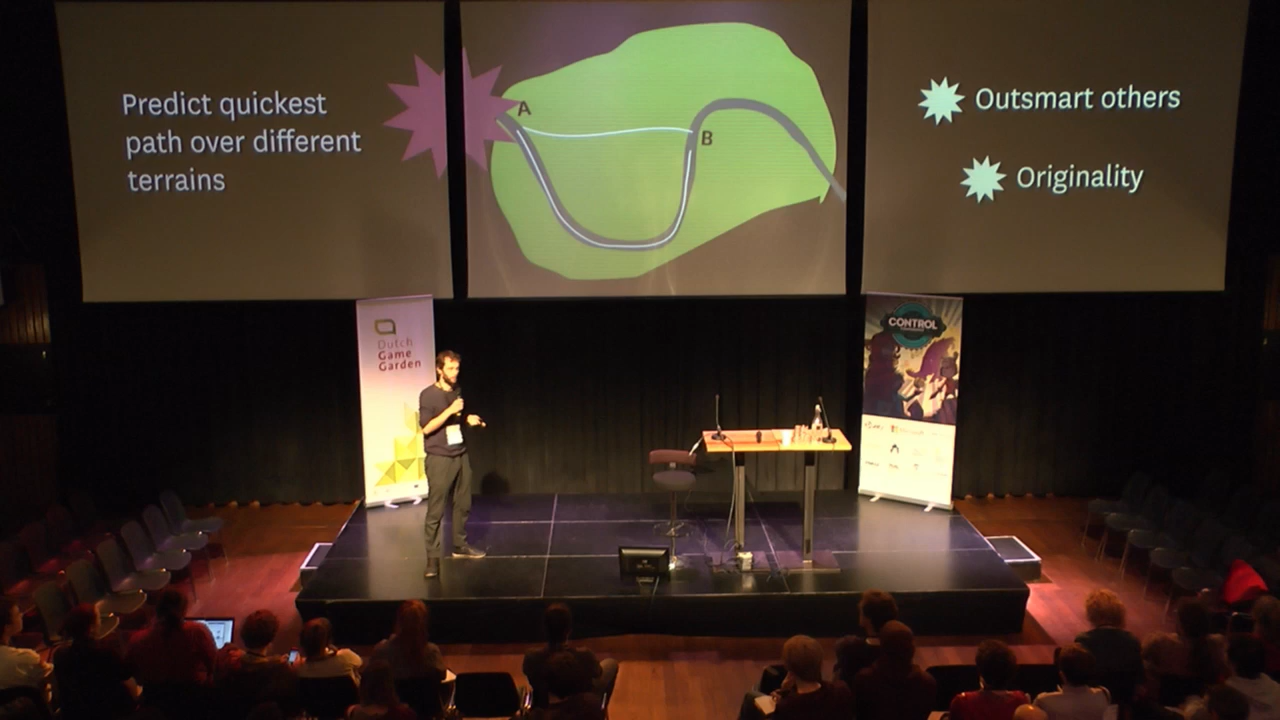 Predict quickest
path over different
terrains
A
B
Outsmart others
Originality
Dutch
Game
Garden
CONTROL